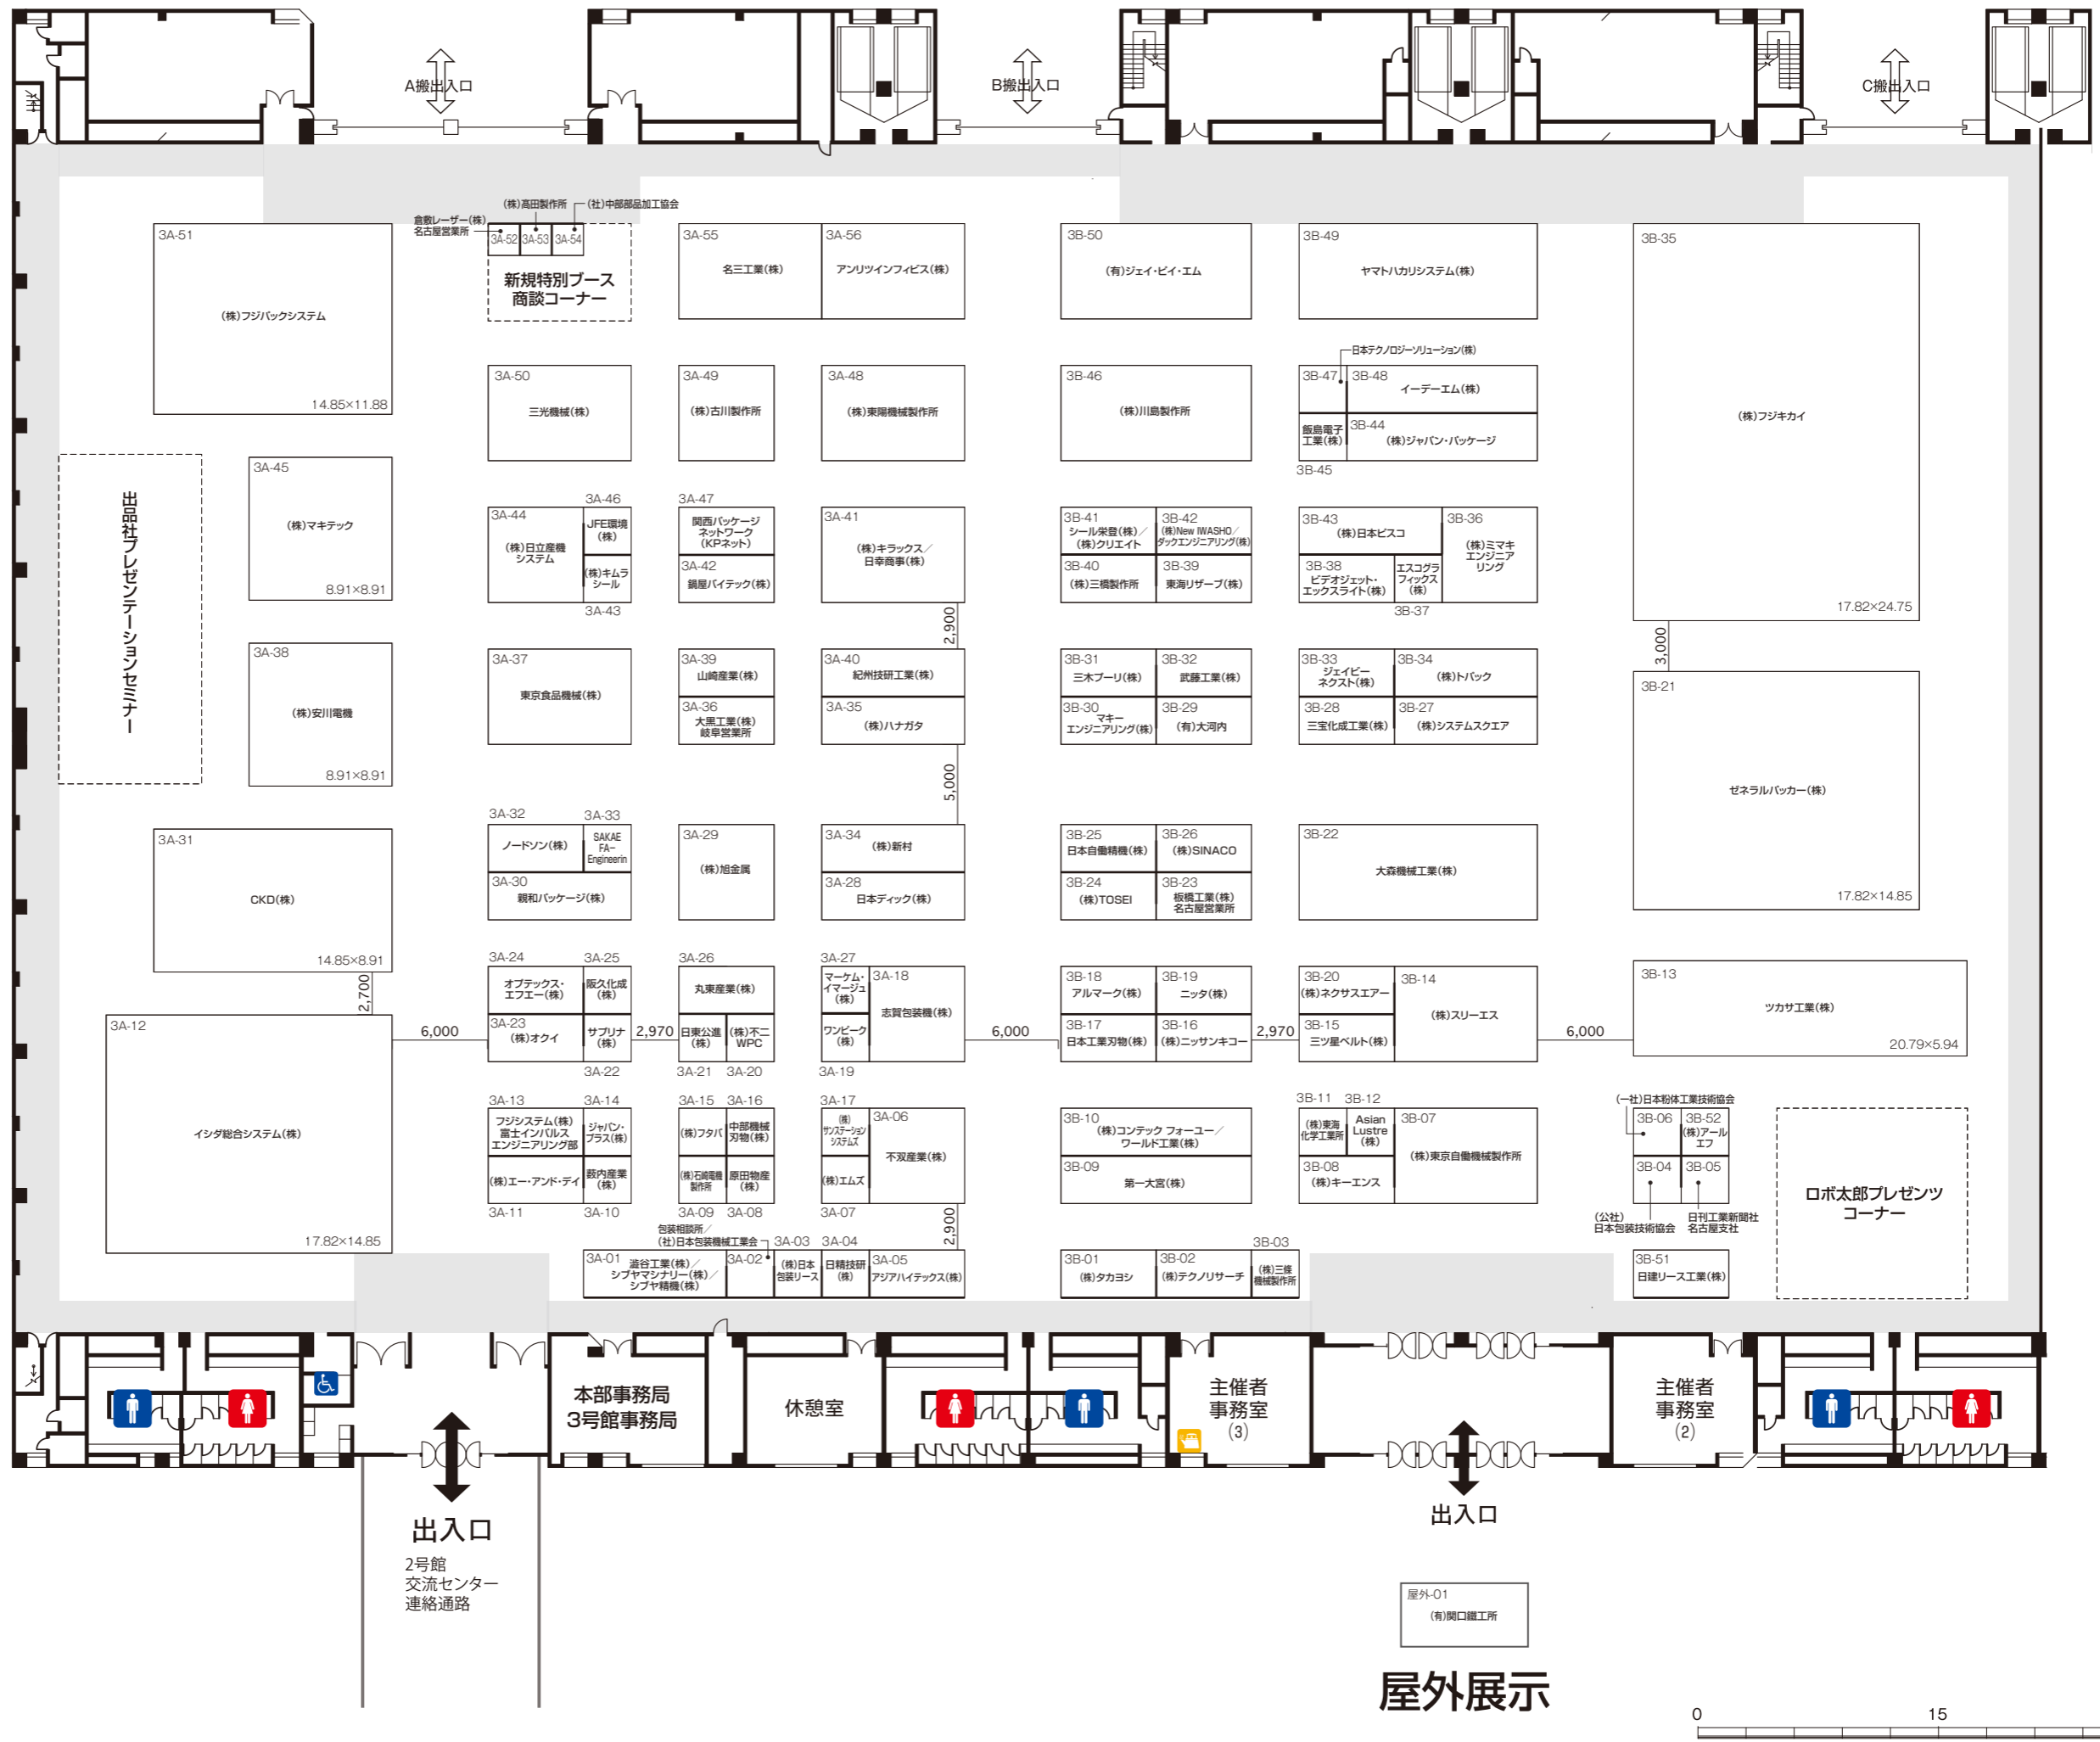 A搬出入口
B搬出入口
C搬出入口
(株)髙田製作所
(社)中部部品加工協会
倉敷レーザー(株)
名古屋営業所
3A-51
(株)フジパックシステム
14.85×11.88
3A-52
3A-53
3A-54
新規特別ブース
商談コーナー
3A-55
名三工業(株)
3A-56
アンリツインフィビス(株)
3B-50
(有)ジェイ・ビイ・エム
3B-49
ヤマトハカリシステム(株)
3B-35
(株)フジキカイ
17.82×24.75
3A-50
三光機械(株)
3A-49
(株)古川製作所
3A-48
(株)東陽機械製作所
3B-46
(株)川島製作所
日本テクノロジーソリューション(株)
3B-47
3B-48
イーデーエム(株)
飯島電子
工業(株)
3B-45
3B-44
(株)ジャパン・パッケージ
出品社プレゼンテーションセミナー
3A-45
(株)マキテック
8.91×8.91
3A-44
(株)日立産機
システム
3A-46
JFE環境
(株)
(株)キムラ
シール
3A-43
3A-47
関西パッケージ
ネットワーク
(KPネット)
3A-42
鍋屋バイテック(株)
3A-41
(株)キラックス／
日幸商事(株)
2,900
3B-41
シール栄登(株)／
(株)クリエイト
3B-42
(株)New IWASHO／
ダックエンジニアリング(株)
3B-40
(株)三橋製作所
3B-39
東海リザーブ(株)
3B-43
(株)日本ビスコ
3B-36
(株)ミマキ
エンジニア
リング
3B-38
ビデオジェット・
エックスライト(株)
エスコグラ
フィックス
(株)
3B-37
3,000
3A-38
(株)安川電機
8.91×8.91
3A-37
東京食品機械(株)
3A-39
山崎産業(株)
3A-36
大黒工業(株)
岐阜営業所
3A-40
紀州技研工業(株)
3A-35
(株)ハナガタ
5,000
3B-31
三木プーリ(株)
3B-32
武藤工業(株)
3B-30
マキー
エンジニアリング(株)
3B-29
(有)大河内
3B-33
ジェイビー
ネクスト(株)
3B-34
(株)トパック
3B-28
三宝化成工業(株)
3B-27
(株)システムスクエア
3B-21
ゼネラルパッカー(株)
17.82×14.85
3A-31
CKD(株)
14.85×8.91
2,700
3A-32
ノードソン(株)
3A-33
SAKAE
FA-
Engineerin
3A-30
親和パッケージ(株)
3A-29
(株)旭金属
3A-34
(株)新村
3A-28
日本ディック(株)
3B-25
日本自働精機(株)
3B-26
(株)SINACO
3B-24
(株)TOSEI
3B-23
板橋工業(株)
名古屋営業所
3B-22
大森機械工業(株)
3A-12
イシダ総合システム(株)
17.82×14.85
6,000
3A-24
オプテックス・
エフエー(株)
3A-25
阪久化成
(株)
3A-23
(株)オクイ
サプリナ
(株)
3A-22
2,970
3A-26
丸東産業(株)
日東公進
(株)
3A-21
(株)不二
WPC
3A-20
3A-27
マーケム・
イマージュ
(株)
ワンピーク
(株)
3A-19
3A-18
志賀包装機(株)
6,000
3B-18
アルマーク(株)
3B-19
ニッタ(株)
3B-17
日本工業刃物(株)
3B-16
(株)ニッサンキコー
2,970
3B-20
(株)ネクサスエアー
3B-15
三ツ星ベルト(株)
3B-14
(株)スリーエス
6,000
3B-13
ツカサ工業(株)
20.79×5.94
3A-13
フジシステム(株)
富士インパルス
エンジニアリング部
3A-14
ジャパン・
プラス(株)
(株)エー・アンド・デイ
3A-11
薮内産業
(株)
3A-10
3A-15
(株)フタバ
3A-16
中部機械
刃物(株)
(株)石崎電機
製作所
3A-09
原田物産
(株)
3A-08
3A-17
(株)
サンステーション
システムズ
(株)エムズ
3A-07
3A-06
不双産業(株)
2,900
3B-10
(株)コンテック フォーユー／
ワールド工業(株)
3B-09
第一大宮(株)
3B-11
(株)東海
化学工業所
3B-12
Asian
Lustre
(株)
3B-08
(株)キーエンス
3B-07
(株)東京自働機械製作所
(一社)日本粉体工業技術協会
3B-06
3B-52
(株)アール
エフ
3B-04
3B-05
(公社)
日本包装技術協会
日刊工業新聞社
名古屋支社
ロボ太郎プレゼンツ
コーナー
包装相談所／
(社)日本包装機械工業会
3A-01
澁谷工業(株)／
シブヤマシナリー(株)／
シブヤ精機(株)
3A-02
3A-03
(株)日本
包装リース
3A-04
日精技研
(株)
3A-05
アジアハイテックス(株)
3B-01
(株)タカヨシ
3B-02
(株)テクノリサーチ
3B-03
(株)三條
機械製作所
3B-51
日建リース工業(株)
本部事務局
3号館事務局
休憩室
主催者
事務室
(3)
主催者
事務室
(2)
出入口
2号館
交流センター
連絡通路
出入口
屋外-01
(有)関口鐵工所
屋外展示
0
15